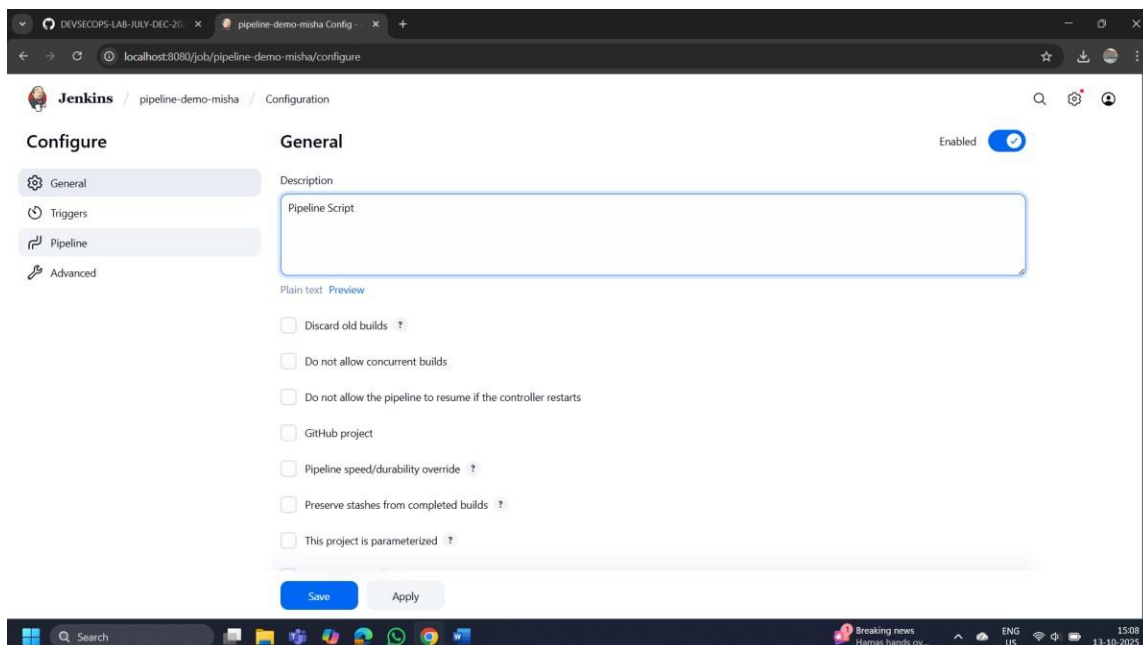 DEVSECOPS-LAB-JULY-DEC-20
pipeline-demo-misha Config -
localhost:8080/job/pipeline-demo-misha/configure
Jenkins / pipeline-demo-misha / Configuration
Configure
General
Triggers
Pipeline
Advanced
General
Enabled
Description
Pipeline Script
Plain text Preview
Discard old builds ?
Do not allow concurrent builds
Do not allow the pipeline to resume if the controller restarts
GitHub project
Pipeline speed/durability override ?
Preserve stashes from completed builds ?
This project is parameterized ?
Save Apply
Search
1
Breaking news
Hamas hands ov...
ENG
US
15:08
13-10-2025